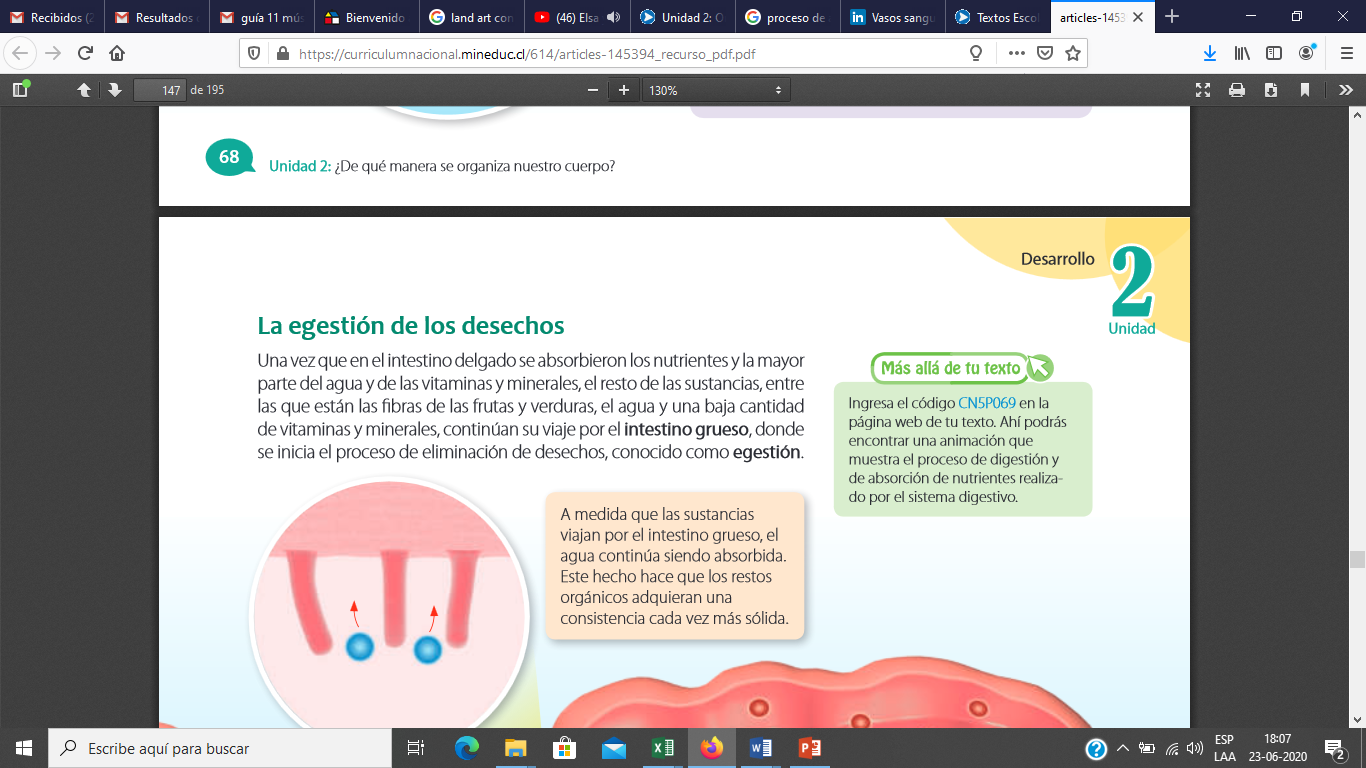 Recibidos (2
Resultados
guía 11 mús
Bienvenido
land art con
(46) Elsa
Unidad 2: O
proceso de
Vasos sangu
Textos Escol
articles-1453
https://curriculumnacional.mineduc.cl/614/articles-145394_recurso_pdf.pdf
147 de 195
130%
68
Unidad 2: ¿De qué manera se organiza nuestro cuerpo?
Desarrollo
2
Unidad
La egestión de los desechos
Una vez que en el intestino delgado se absorbieron los nutrientes y la mayor
parte del agua y de las vitaminas y minerales, el resto de las sustancias, entre
las que están las fibras de las frutas y verduras, el agua y una baja cantidad
de vitaminas y minerales, continúan su viaje por el intestino grueso, donde
se inicia el proceso de eliminación de desechos, conocido como egestión.
Más allá de tu texto
Ingresa el código CN5P069 en la
página web de tu texto. Ahí podrás
encontrar una animación que
muestra el proceso de digestión y
de absorción de nutrientes realiza-
do por el sistema digestivo.
A medida que las sustancias
viajan por el intestino grueso, el
agua continúa siendo absorbida.
Este hecho hace que los restos
orgánicos adquieran una
consistencia cada vez más sólida.
Escribe aquí para buscar
ESP
LAA
18:07
23-06-2020
2